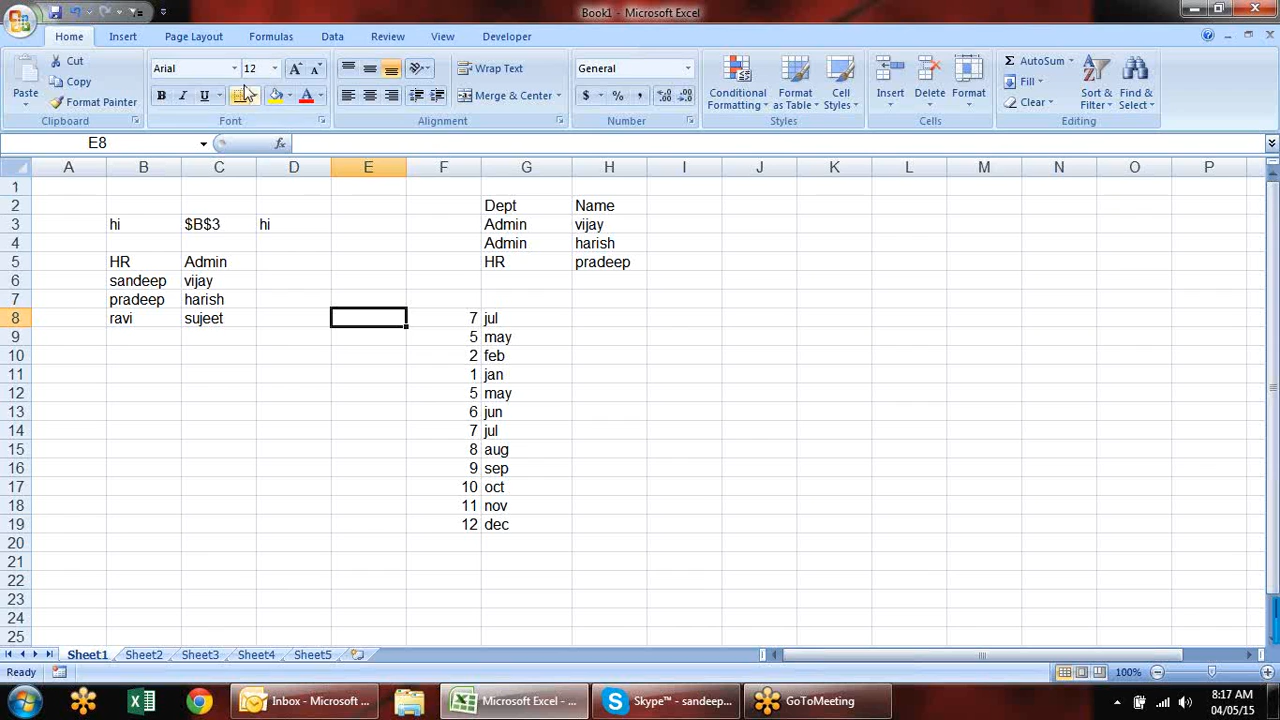 Book1 - Microsoft Excel
Home Insert Page Layout Formulas Data Review View Developer
Paste Cut Copy Format Painter
Arial 12
B I U A
Wrap Text
Merge & Center
General
$ % ,
Conditional Formatting Format as Table Cell Styles
Insert Delete Format
Σ AutoSum Fill Clear
Sort & Filter Find & Select
Clipboard Font Alignment Number Styles Cells Editing
E8 fx
A B C D E F G H I J K L M N O P
1
2 Dept Name
3 hi $B$3 hi Admin vijay
4 Admin harish
5 HR Admin HR pradeep
6 sandeep vijay
7 pradeep harish
8 ravi sujeet 7 jul
9 5 may
10 2 feb
11 1 jan
12 5 may
13 6 jun
14 7 jul
15 8 aug
16 9 sep
17 10 oct
18 11 nov
19 12 dec
20
21
22
23
24
25
Sheet1 Sheet2 Sheet3 Sheet4 Sheet5
Ready 100%
Inbox - Microsoft ... Microsoft Excel - ... Skype™ - sandeep... GoToMeeting
8:17 AM
04/05/15